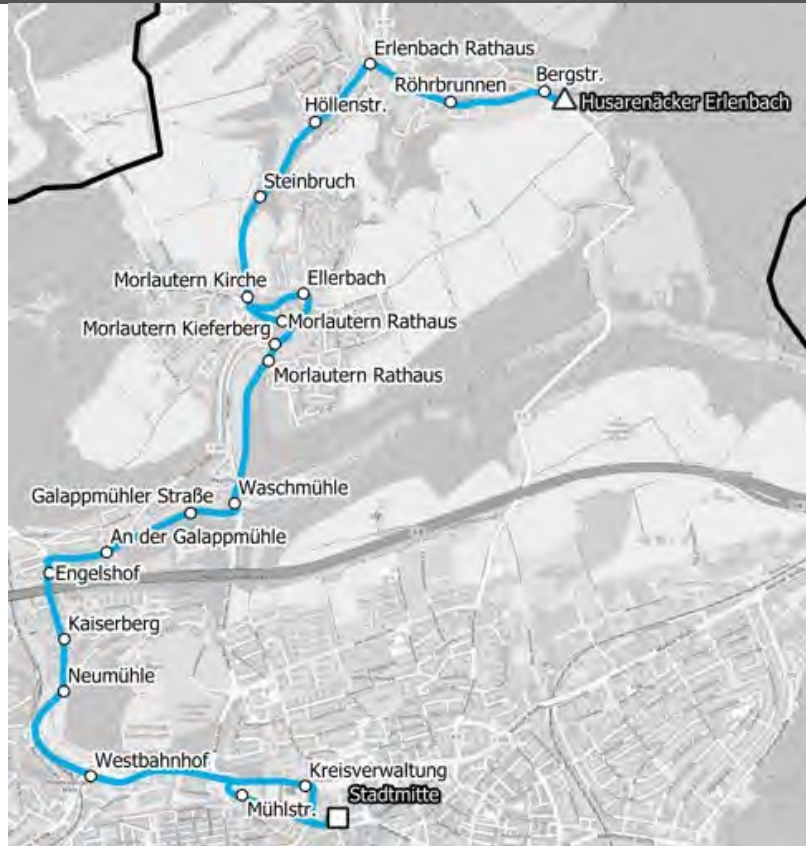 Erlenbach Rathaus
Röhrbrunnen
Bergstr.
Husarenäcker Erlenbach
Höllenstr.
Steinbruch
Morlautern Kirche
Ellerbach
Morlautern Rathaus
Morlautern Kieferberg
Morlautern Rathaus
Waschmühle
Galappmühler Straße
An der Galappmühle
Engelshof
Kaiserberg
Neumühle
Westbahnhof
Kreisverwaltung
Stadtmitte
Mühlstr.